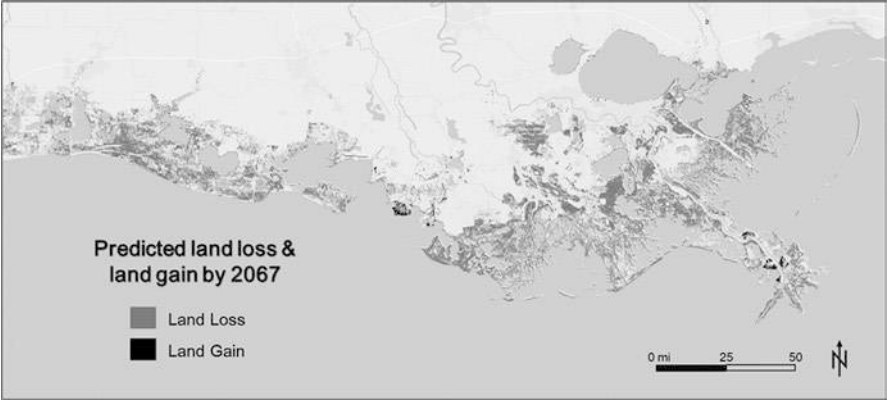 Predicted land loss &
land gain by 2067
Land Loss
Land Gain
0 mi 25 50
N